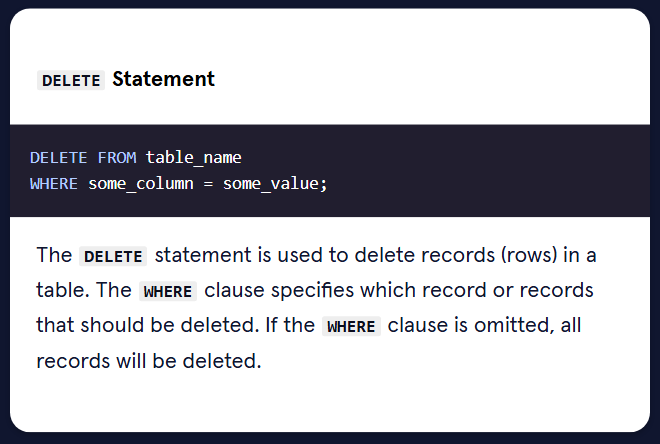 DELETE Statement
DELETE FROM table_name
WHERE some_column = some_value;
The DELETE statement is used to delete records (rows) in a
table. The WHERE clause specifies which record or records
that should be deleted. If the WHERE clause is omitted, all
records will be deleted.